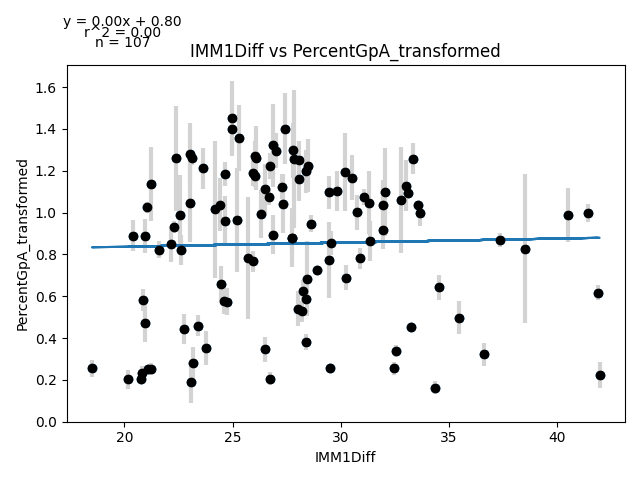 y = 0.00x + 0.80
r^2 = 0.00
n = 107
IMM1Diff vs PercentGpA_transformed
PercentGpA_transformed
1.6
1.4
1.2
1.0
0.8
0.6
0.4
0.2
0.0
20 25 30 35 40
IMM1Diff